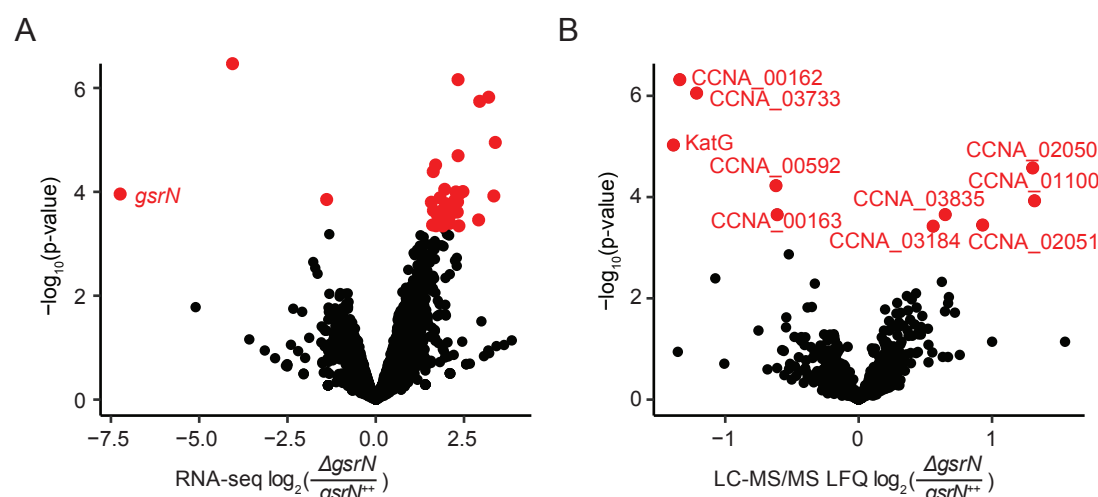 A
−log10(p-value)
6
4
2
0
gsrN
−7.5
−5.0
−2.5
0.0
2.5
RNA-seq log2(ΔgsrN/gsrN++)
B
−log10(p-value)
6
4
2
0
CCNA_00162
CCNA_03733
KatG
CCNA_02050
CCNA_00592
CCNA_01100
CCNA_03835
CCNA_00163
CCNA_03184
CCNA_02051
−1
0
1
LC-MS/MS LFQ log2(ΔgsrN/gsrN++)